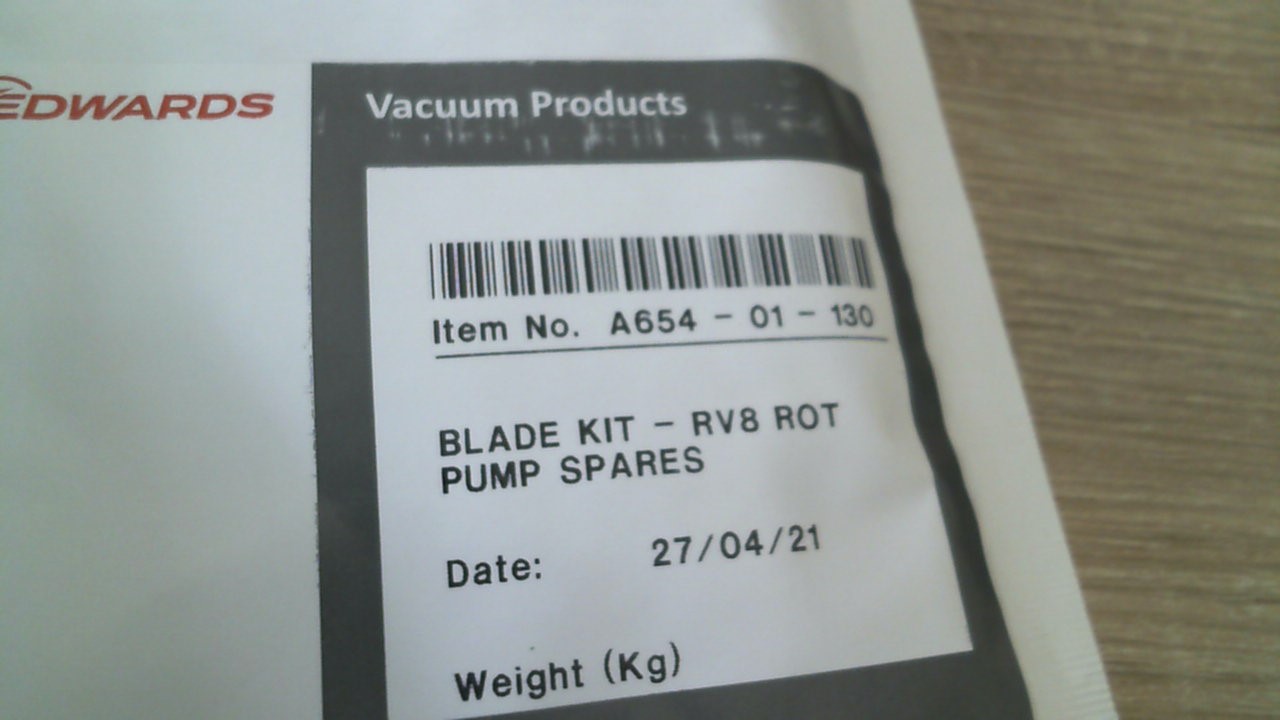 EDWARDS
Vacuum Products
Item No. A654 - 01 - 130
BLADE KIT - RV8 ROT
PUMP SPARES
Date: 27/04/21
Weight (Kg)